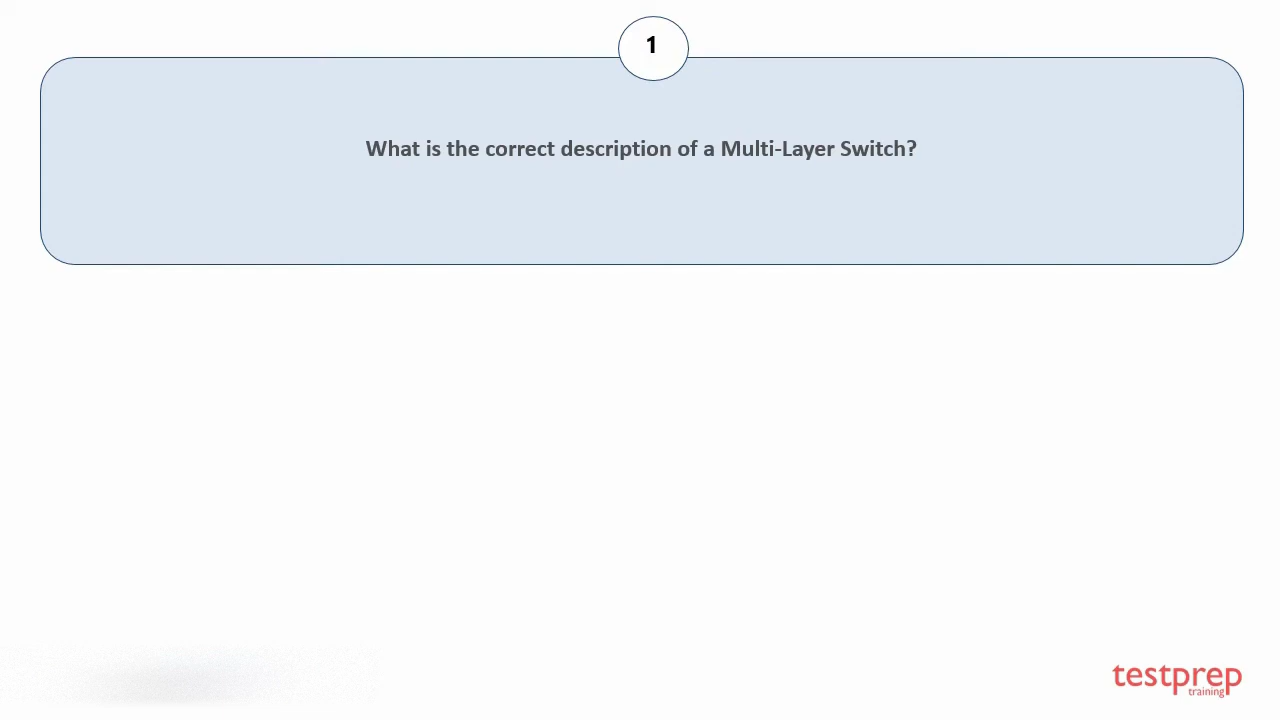 1
What is the correct description of a Multi-Layer Switch?
testprep
training